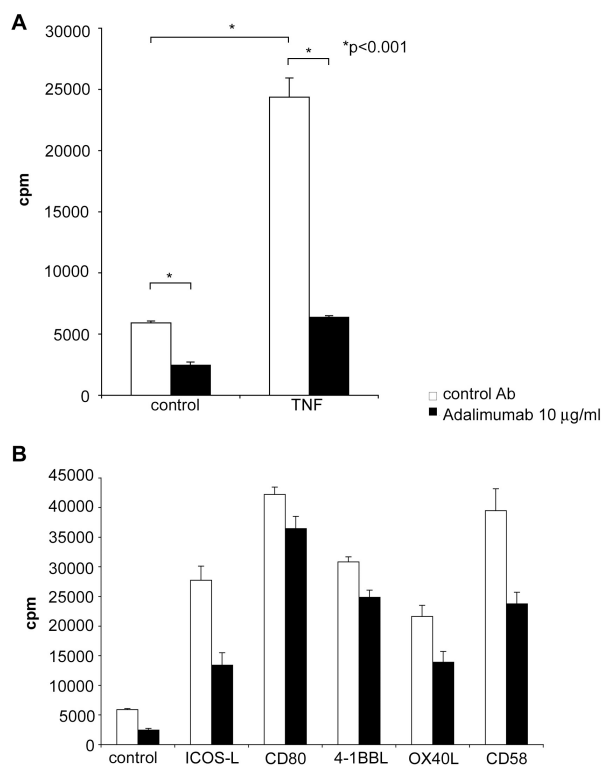 A
*
*
*p<0.001
*
30000
25000
20000
15000
10000
5000
0
cpm
control
TNF
control Ab
Adalimumab 10 μg/ml
B
45000
40000
35000
30000
25000
20000
15000
10000
5000
0
cpm
control
ICOS-L
CD80
4-1BBL
OX40L
CD58